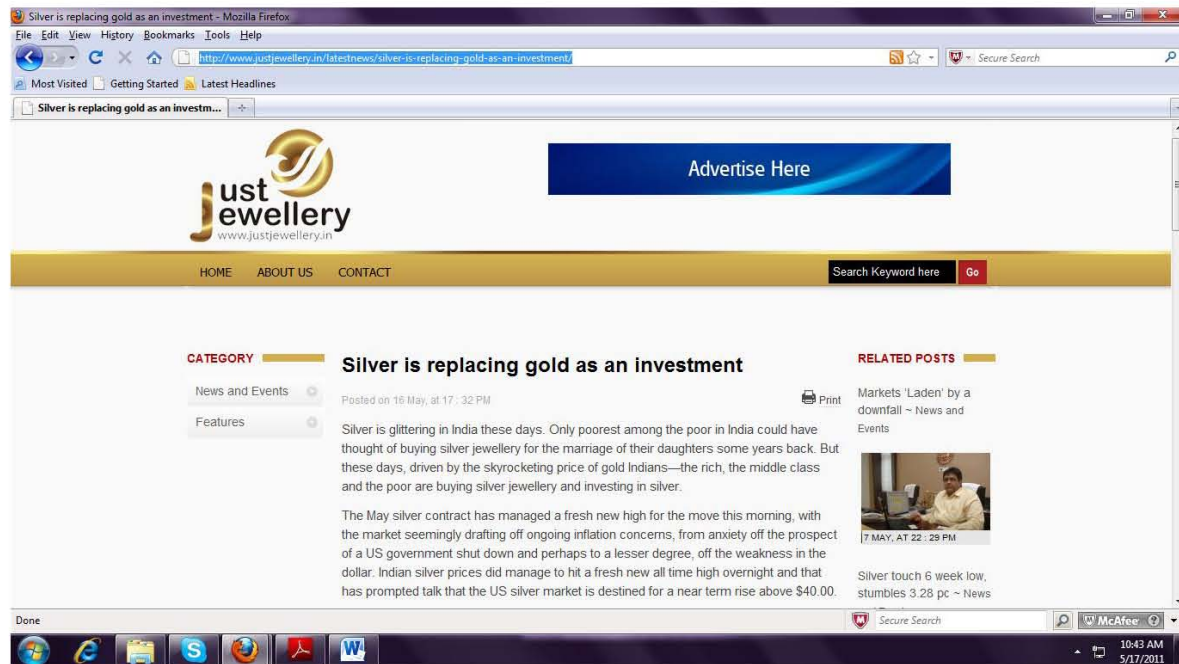 Silver is replacing gold as an investment - Mozilla Firefox
File Edit View History Bookmarks Tools Help
http://www.justjewellery.in/latestnews/silver-is-replacing-gold-as-an-investment/
Secure Search
Most Visited Getting Started Latest Headlines
Silver is replacing gold as an investm...
Just
Jewellery
www.justjewellery.in
Advertise Here
HOME ABOUT US CONTACT
Search Keyword here Go
CATEGORY
News and Events
Features
Silver is replacing gold as an investment
Posted on 16 May, at 17 : 32 PM
Print
Silver is glittering in India these days. Only poorest among the poor in India could have
thought of buying silver jewellery for the marriage of their daughters some years back. But
these days, driven by the skyrocketing price of gold Indians—the rich, the middle class
and the poor are buying silver jewellery and investing in silver.
The May silver contract has managed a fresh new high for the move this morning, with
the market seemingly drafting off ongoing inflation concerns, from anxiety off the prospect
of a US government shut down and perhaps to a lesser degree, off the weakness in the
dollar. Indian silver prices did manage to hit a fresh new all time high overnight and that
has prompted talk that the US silver market is destined for a near term rise above $40.00.
RELATED POSTS
Markets 'Laden' by a
downfall ~ News and
Events
7 MAY, AT 22 : 29 PM
Silver touch 6 week low,
stumbles 3.28 pc ~ News
Done
Secure Search
McAfee
10:43 AM
5/17/2011